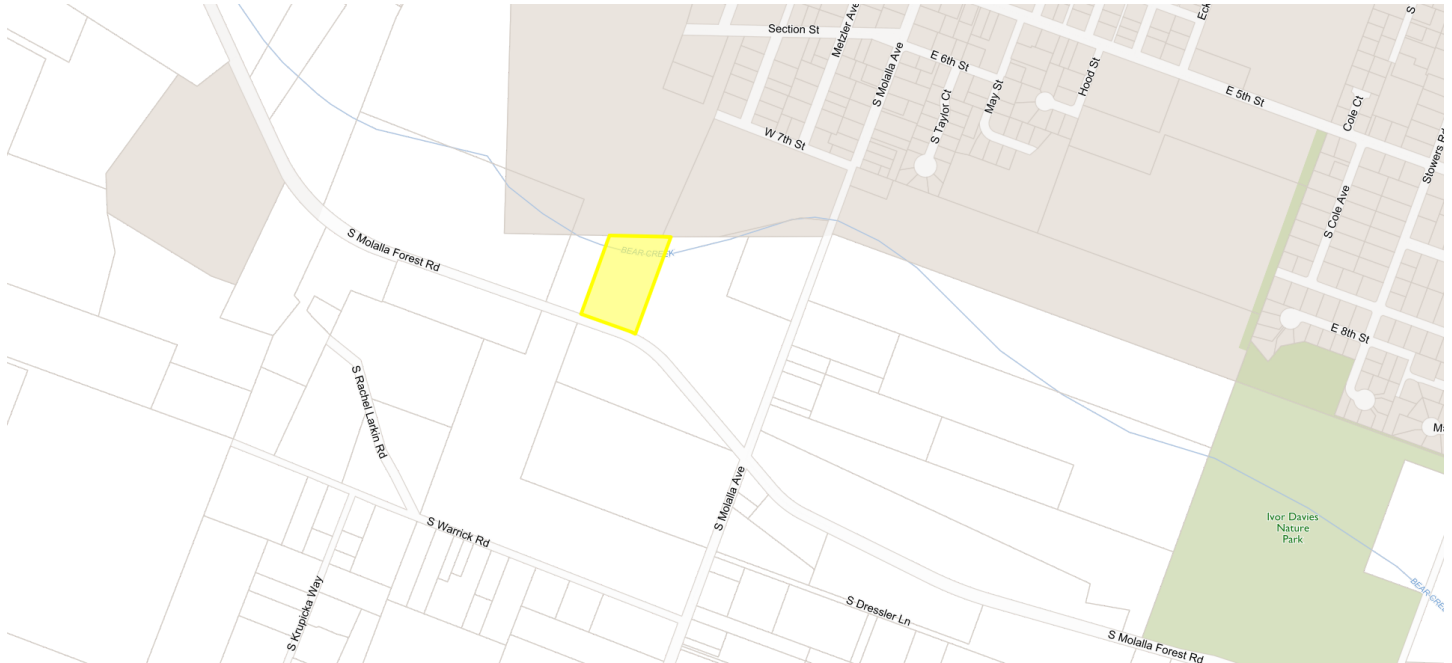 Section St
Metzler Ave
S Molalla Ave
E 6th St
S Taylor Ct
May St
Hood St
E 5th St
Cole Ct
Stowers Rd
W 7th St
S Cole Ave
S Molalla Forest Rd
BEAR CREEK
E 8th St
S Rachel Larkin Rd
S Molalla Ave
Ivor Davies
Nature
Park
S Warrick Rd
S Krupicka Way
S Dressler Ln
BEAR CREEK
S Molalla Forest Rd